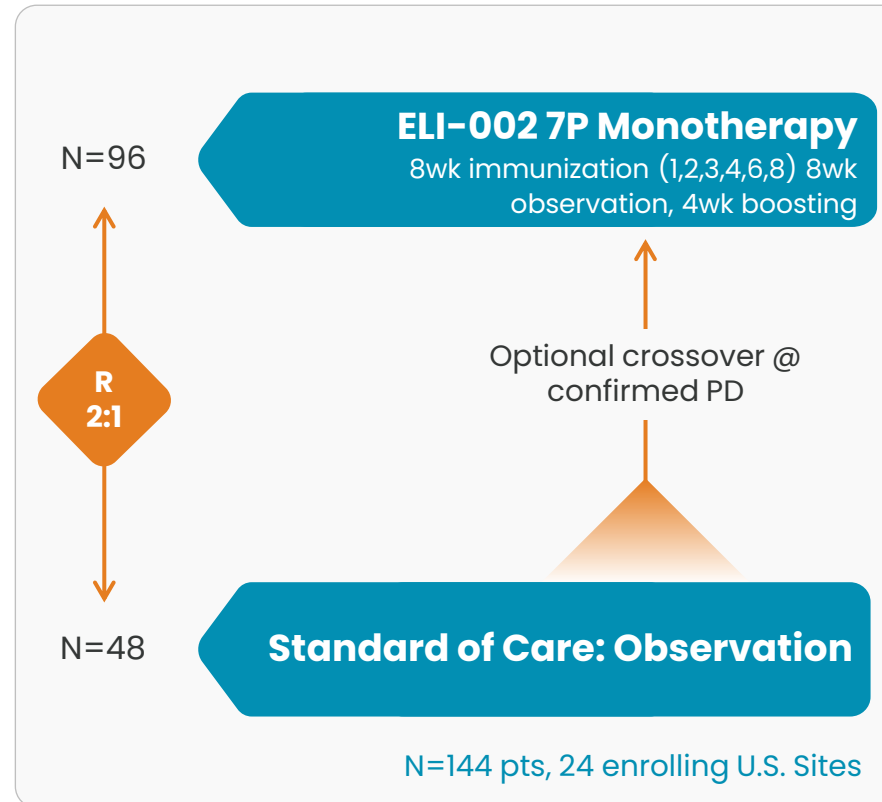 N=96
ELI-002 7P Monotherapy
8wk immunization (1,2,3,4,6,8) 8wk
observation, 4wk boosting
R
2:1
Optional crossover @
confirmed PD
N=48
Standard of Care: Observation
N=144 pts, 24 enrolling U.S. Sites